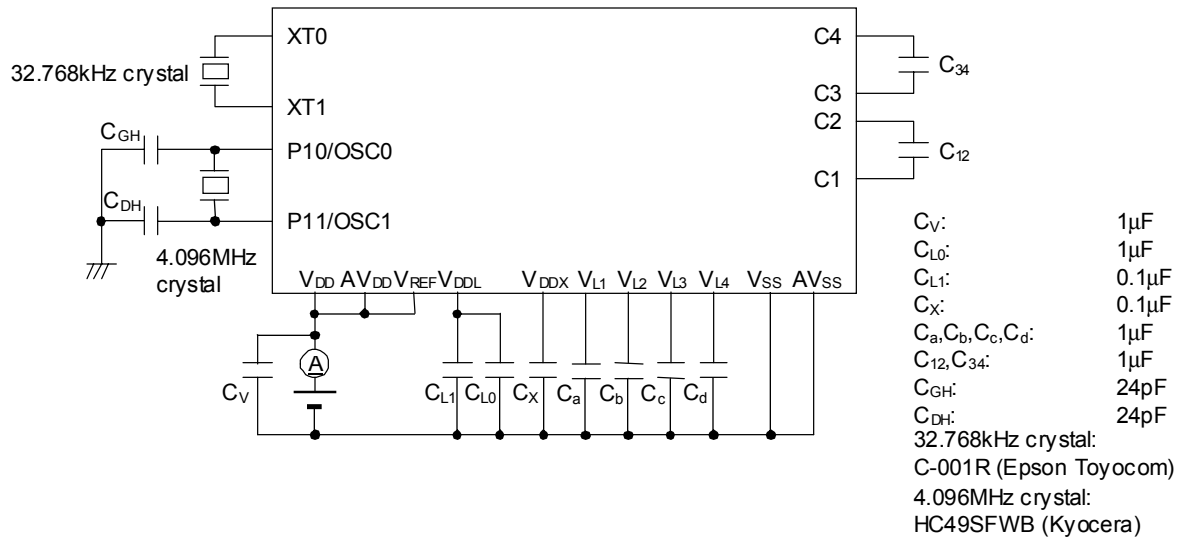 XT0
C4
32.768kHz crystal
C34
XT1
C3
CGH
C2
P10/OSC0
C12
C1
CDH
P11/OSC1
4.096MHz
crystal
VDD AVDD VREF VDDL VDDX VL1 VL2 VL3 VL4 VSS AVSS
A
CV CL1 CL0 CX Ca Cb Cc Cd
CV: 1μF
CL0: 1μF
CL1: 0.1μF
CX: 0.1μF
Ca,Cb,Cc,Cd: 1μF
C12,C34: 1μF
CGH: 24pF
CDH: 24pF
32.768kHz crystal:
C-001R (Epson Toyocom)
4.096MHz crystal:
HC49SFWB (Kyocera)